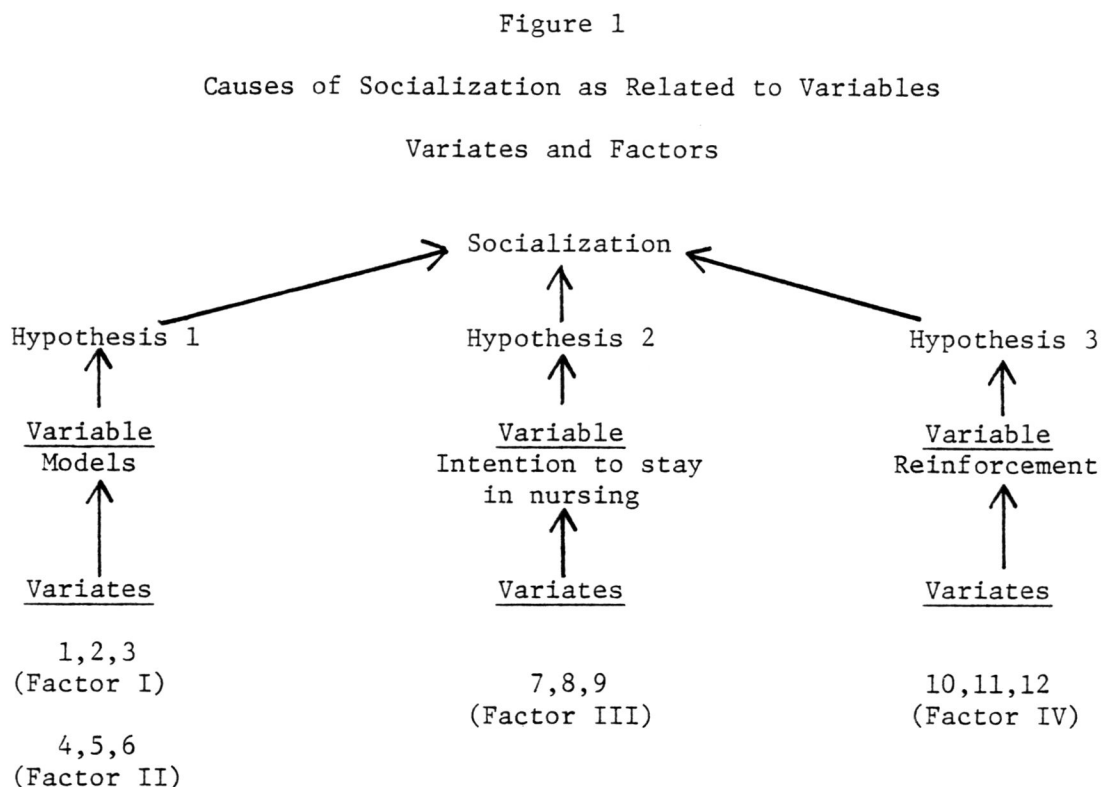 Figure 1
Causes of Socialization as Related to Variables
Variates and Factors
Socialization
Hypothesis 1
Hypothesis 2
Hypothesis 3
Variable
Models
Variable
Intention to stay
in nursing
Variable
Reinforcement
Variates
Variates
Variates
1,2,3
(Factor I)
4,5,6
(Factor II)
7,8,9
(Factor III)
10,11,12
(Factor IV)